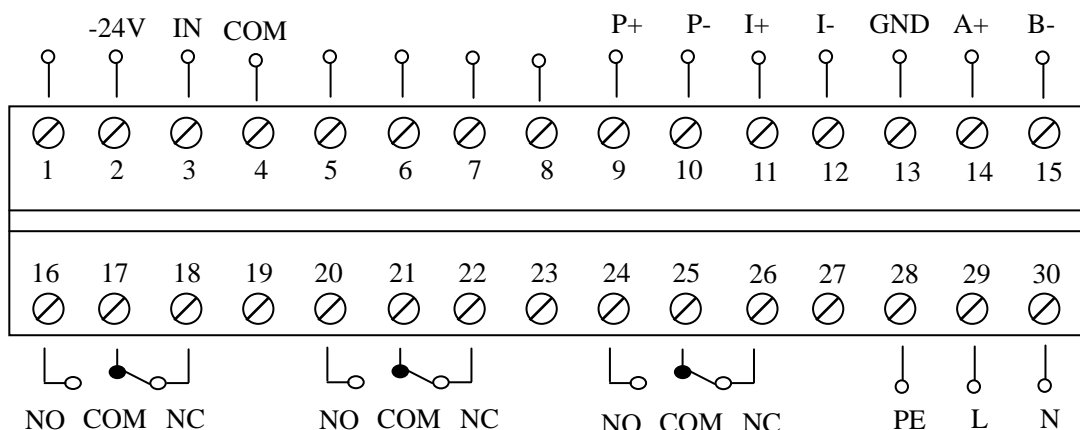 -24V IN COM P+ P- I+ I- GND A+ B-
1 2 3 4 5 6 7 8 9 10 11 12 13 14 15
16 17 18 19 20 21 22 23 24 25 26 27 28 29 30
NO COM NC NO COM NC NO COM NC PE L N